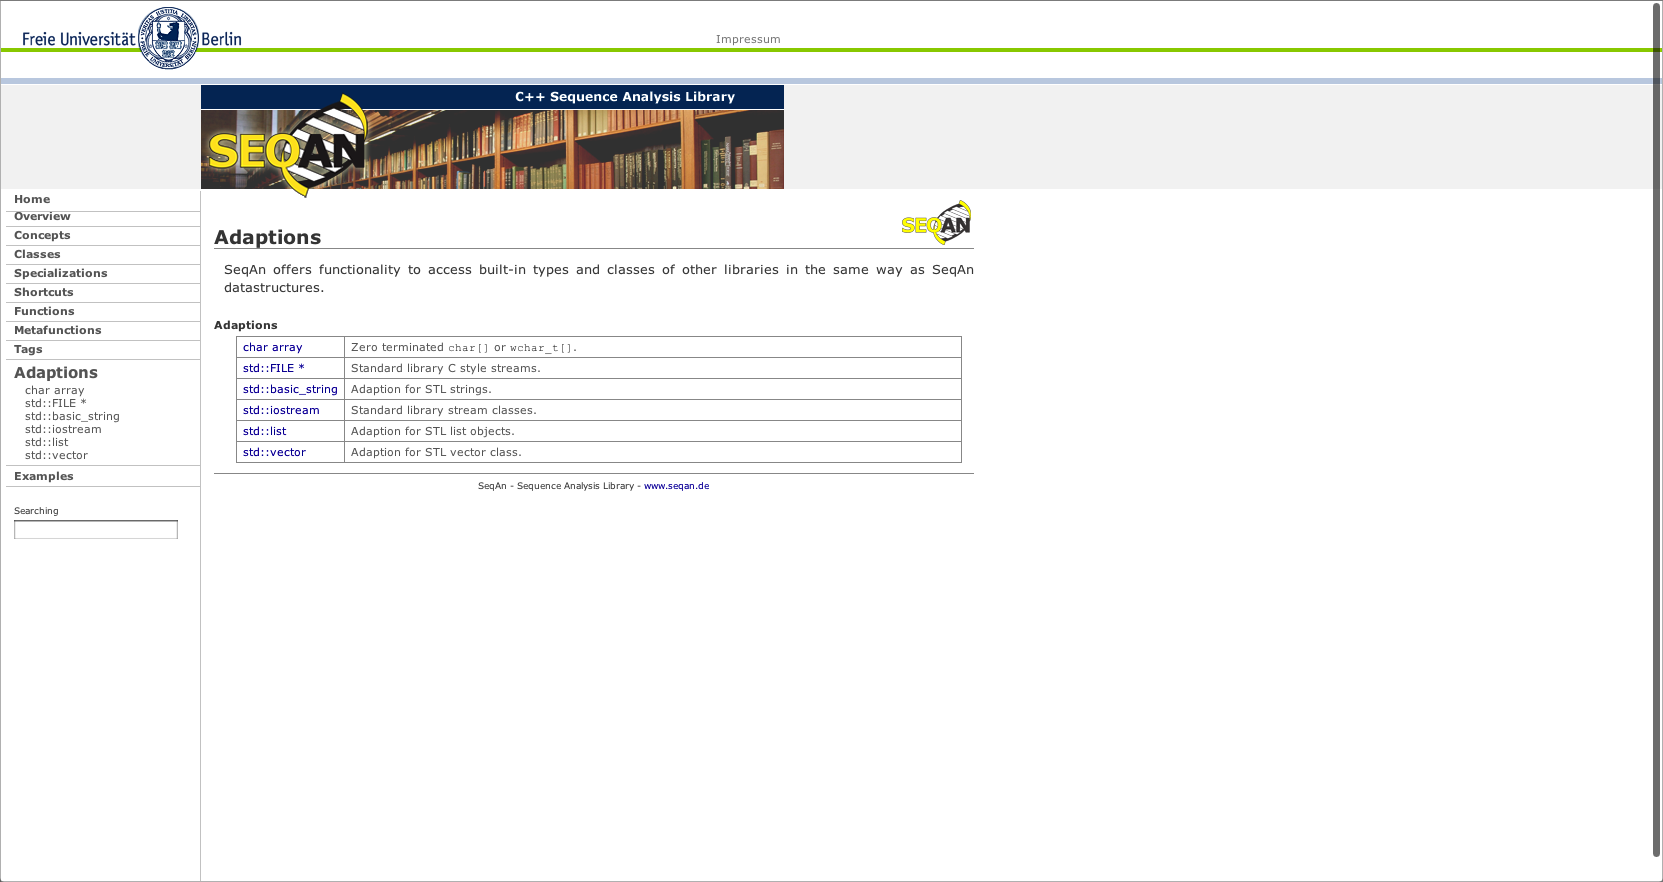 Freie Universität Berlin
Impressum
C++ Sequence Analysis Library
SEQAN
Home
Overview
Concepts
Classes
Specializations
Shortcuts
Functions
Metafunctions
Tags
Adaptions
char array
std::FILE *
std::basic_string
std::iostream
std::list
std::vector
Examples
Searching
SEQAN
Adaptions
SeqAn offers functionality to access built-in types and classes of other libraries in the same way as SeqAn
datastructures.
Adaptions
char array Zero terminated char[] or wchar_t[].
std::FILE * Standard library C style streams.
std::basic_string Adaption for STL strings.
std::iostream Standard library stream classes.
std::list Adaption for STL list objects.
std::vector Adaption for STL vector class.
SeqAn - Sequence Analysis Library - www.seqan.de